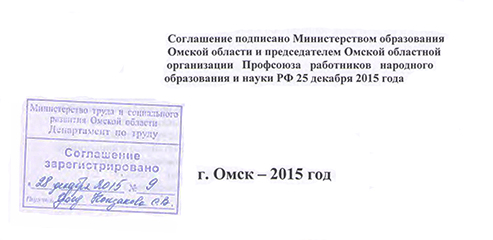 Соглашение подписано Министерством образования
Омской области и председателем Омской областной
организации Профсоюза работников народного
образования и науки РФ 25 декабря 2015 года
Министерство труда и социального
развития Омской области
Департамент по труду
Соглашение
зарегистрировано
28 декабря 2015 № 9
г. Омск – 2015 год